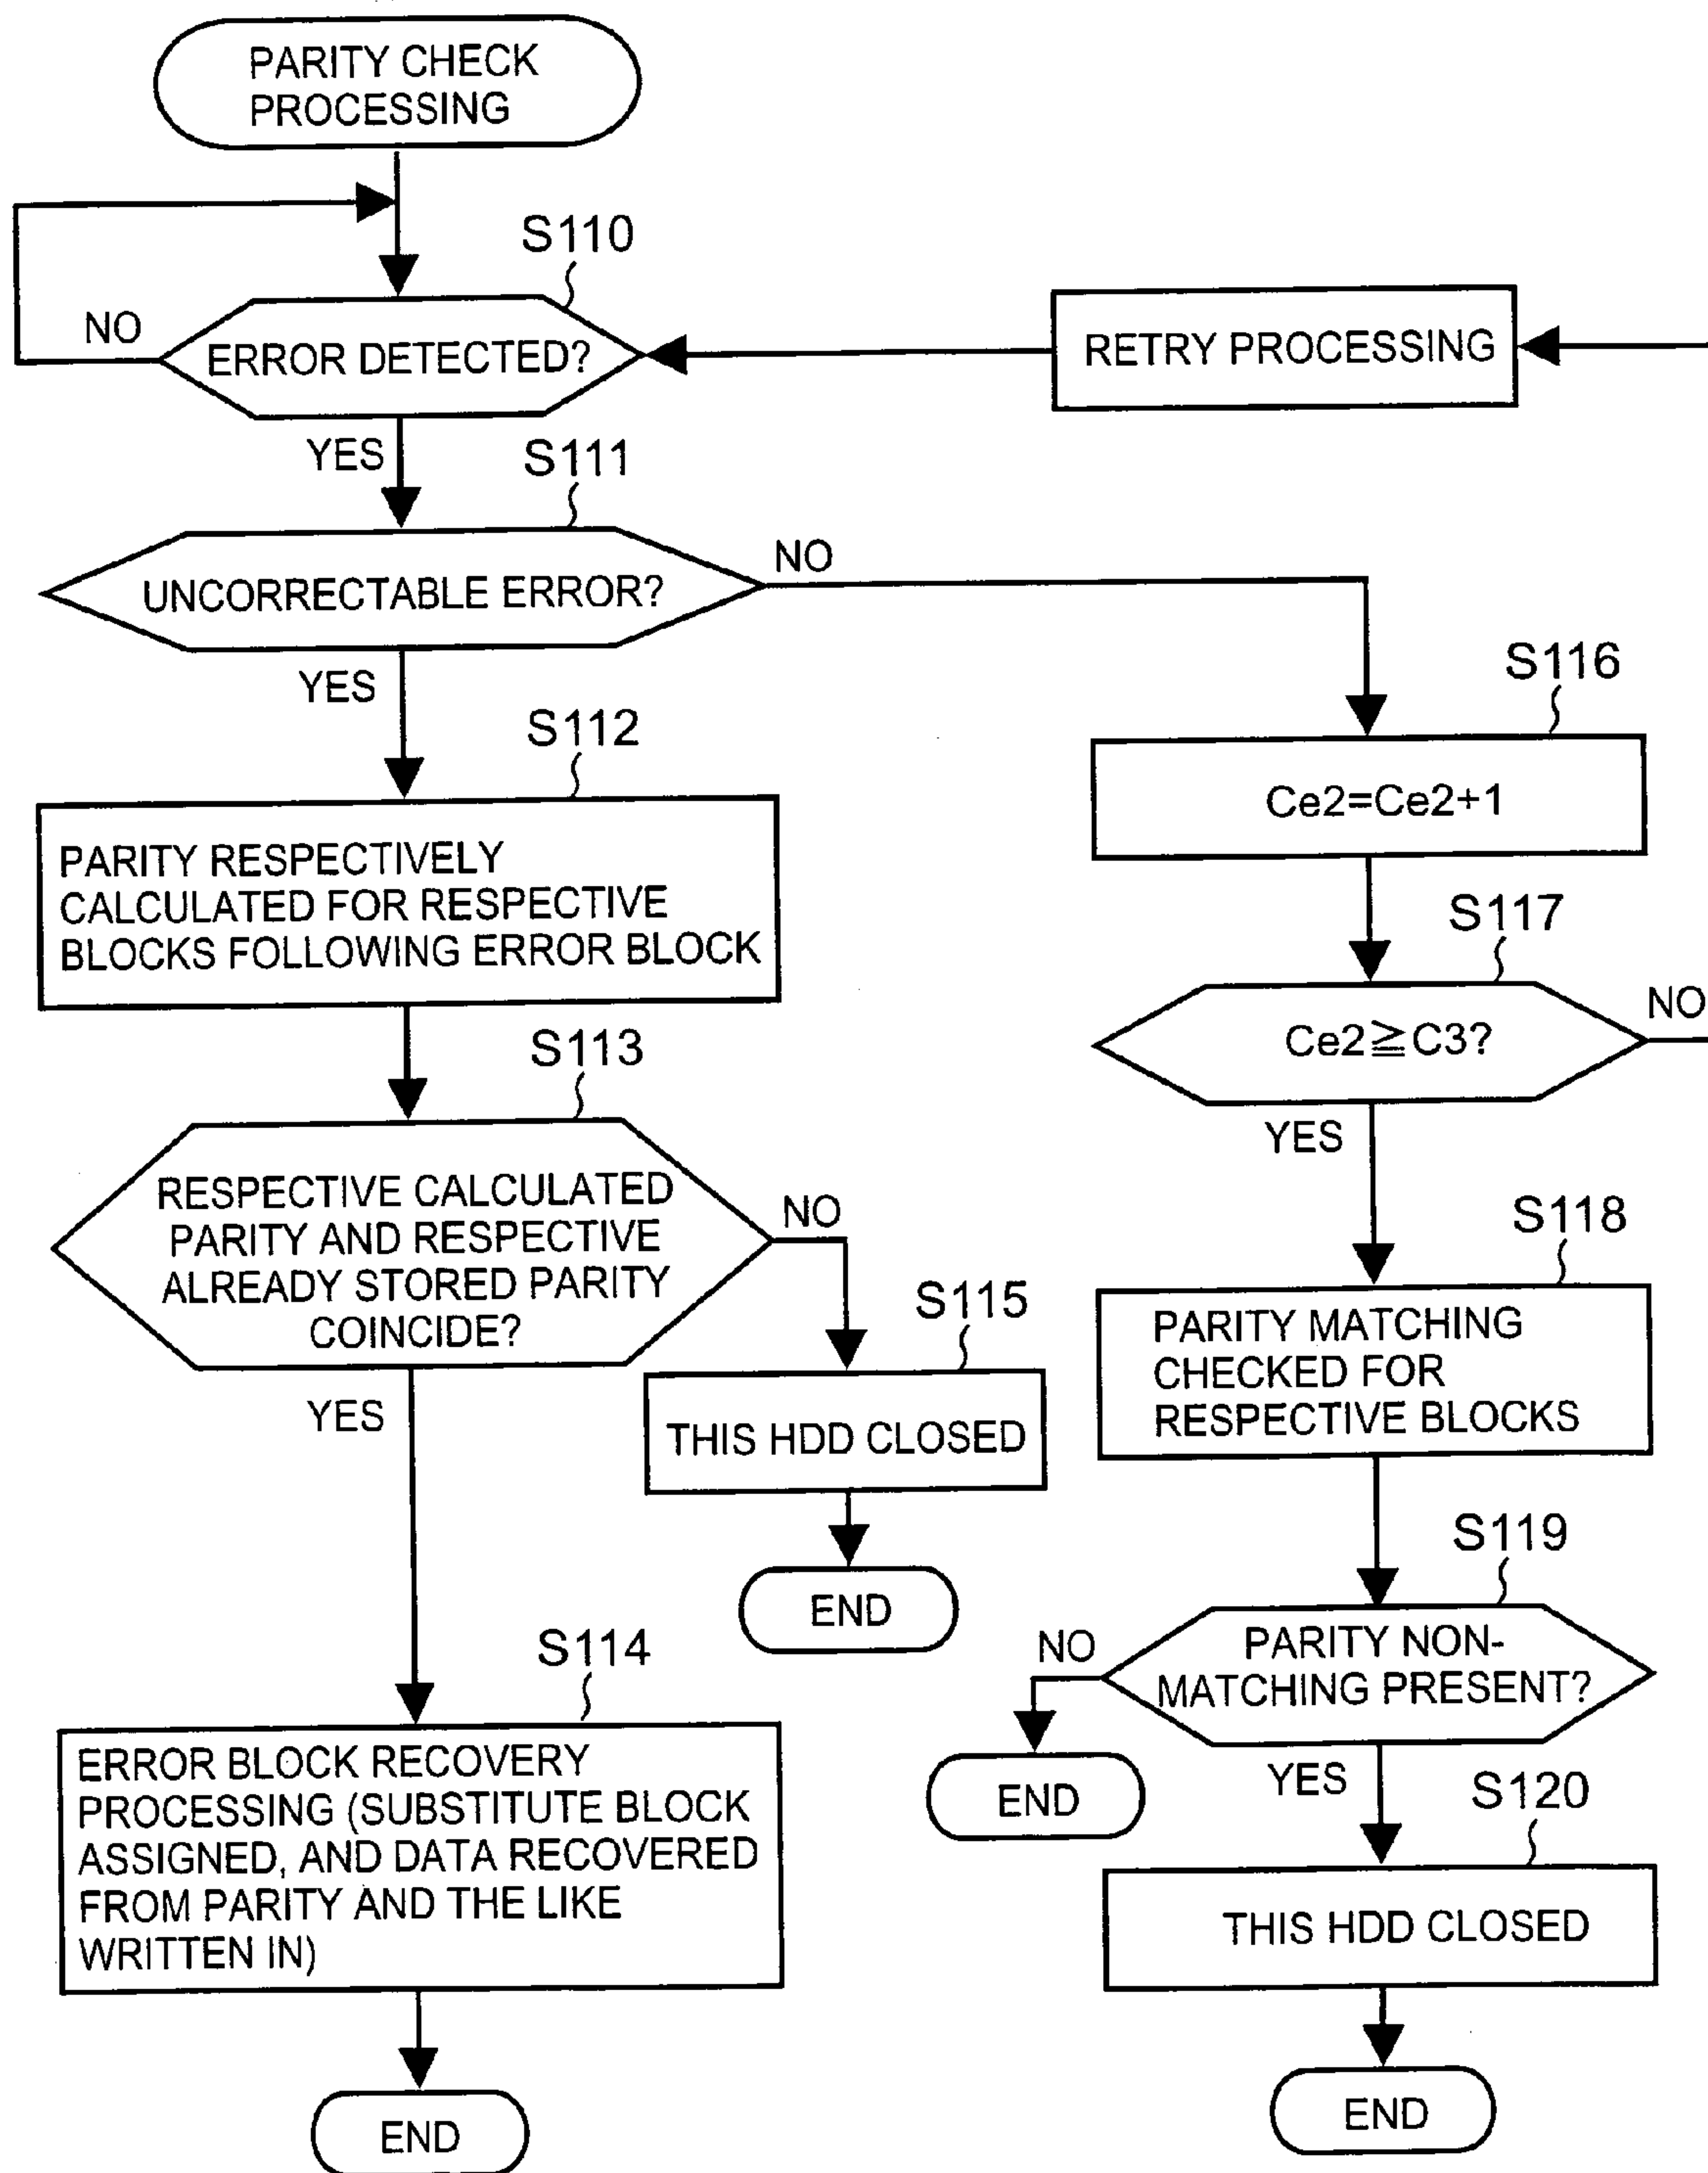 PARITY CHECK
PROCESSING
S110
NO
ERROR DETECTED?
RETRY PROCESSING
YES
S111
UNCORRECTABLE ERROR?
NO
YES
S116
S112
Ce2=Ce2+1
PARITY RESPECTIVELY
CALCULATED FOR RESPECTIVE
BLOCKS FOLLOWING ERROR BLOCK
S117
NO
Ce2≧C3?
S113
YES
RESPECTIVE CALCULATED
PARITY AND RESPECTIVE
ALREADY STORED PARITY
COINCIDE?
NO
S118
S115
PARITY MATCHING
CHECKED FOR
RESPECTIVE BLOCKS
YES
THIS HDD CLOSED
S119
END
NO
PARITY NON-
MATCHING PRESENT?
S114
YES
S120
END
ERROR BLOCK RECOVERY
PROCESSING (SUBSTITUTE BLOCK
ASSIGNED, AND DATA RECOVERED
FROM PARITY AND THE LIKE
WRITTEN IN)
THIS HDD CLOSED
END
END